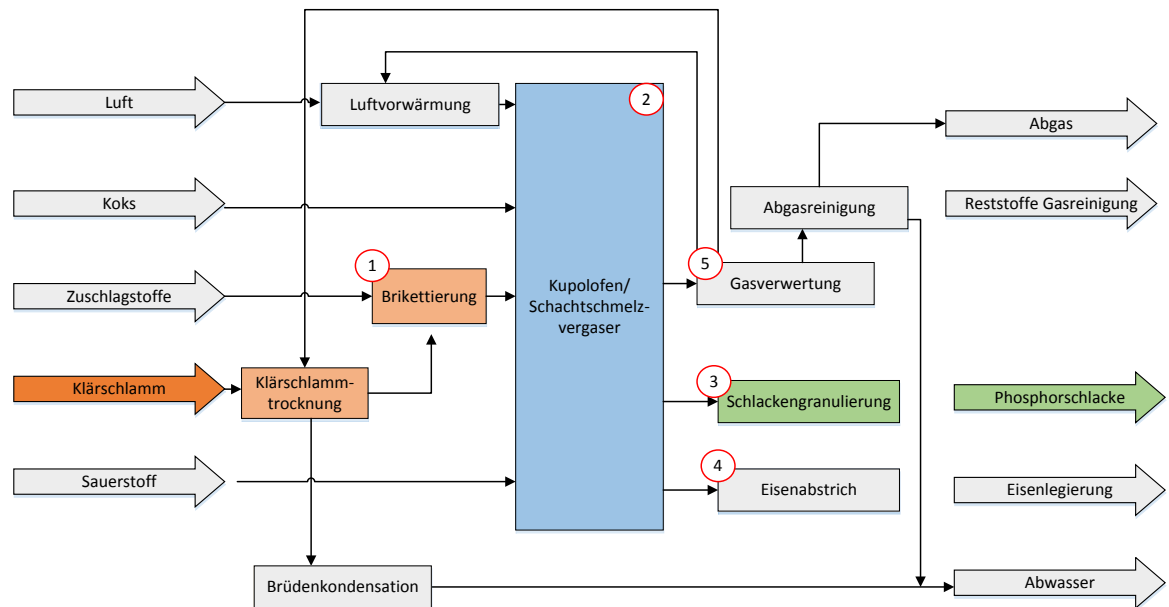 2
Luft
Luftvorwärmung
Abgas
Koks
Abgasreinigung
Reststoffe Gasreinigung
1
5
Zuschlagstoffe
Brikettierung
Kupolofen/
Schachtschmelz-
vergaser
Gasverwertung
Klärschlamm
Klärschlamm-
trocknung
3
Schlackengranulierung
Phosphorschlacke
4
Sauerstoff
Eisenabstrich
Eisenlegierung
Brüdenkondensation
Abwasser